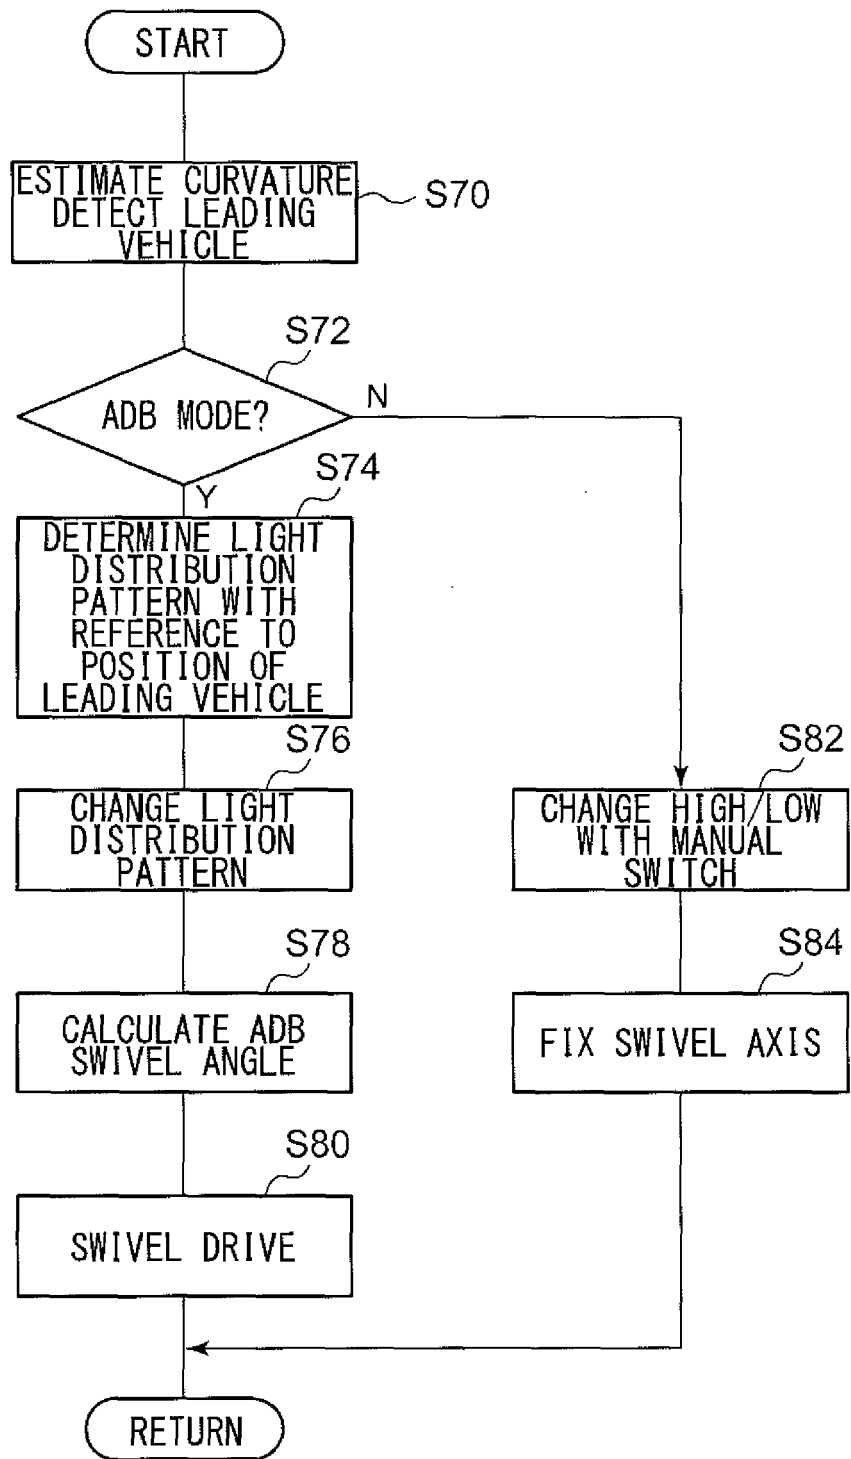 START
ESTIMATE CURVATURE
DETECT LEADING
VEHICLE
S70
S72
ADB MODE?
N
Y
S74
DETERMINE LIGHT
DISTRIBUTION
PATTERN WITH
REFERENCE TO
POSITION OF
LEADING VEHICLE
S76
CHANGE LIGHT
DISTRIBUTION
PATTERN
S78
CALCULATE ADB
SWIVEL ANGLE
S80
SWIVEL DRIVE
S82
CHANGE HIGH/LOW
WITH MANUAL
SWITCH
S84
FIX SWIVEL AXIS
RETURN